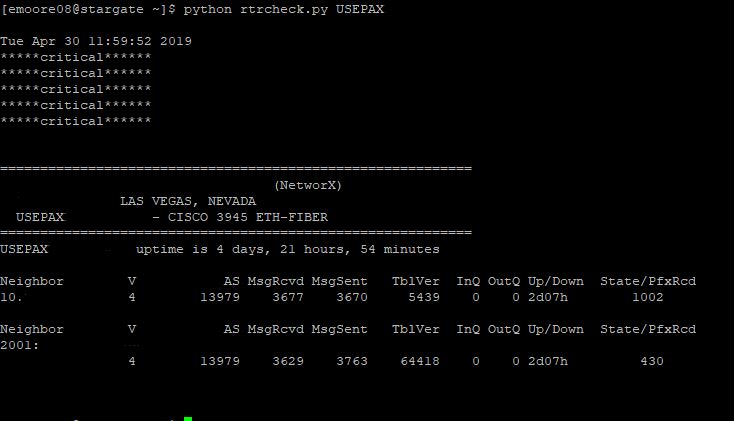 [emoore08@stargate ~]$ python rtrcheck.py USEPAX
Tue Apr 30 11:59:52 2019
*****critical******
*****critical******
*****critical******
*****critical******
*****critical******
===========================================================
(NetworX)
LAS VEGAS, NEVADA
USEPAX - CISCO 3945 ETH-FIBER
===========================================================
USEPAX uptime is 4 days, 21 hours, 54 minutes
Neighbor V AS MsgRcvd MsgSent TblVer InQ OutQ Up/Down State/PfxRcd
10. 4 13979 3677 3670 5439 0 0 2d07h 1002
Neighbor V AS MsgRcvd MsgSent TblVer InQ OutQ Up/Down State/PfxRcd
2001:
4 13979 3629 3763 64418 0 0 2d07h 430